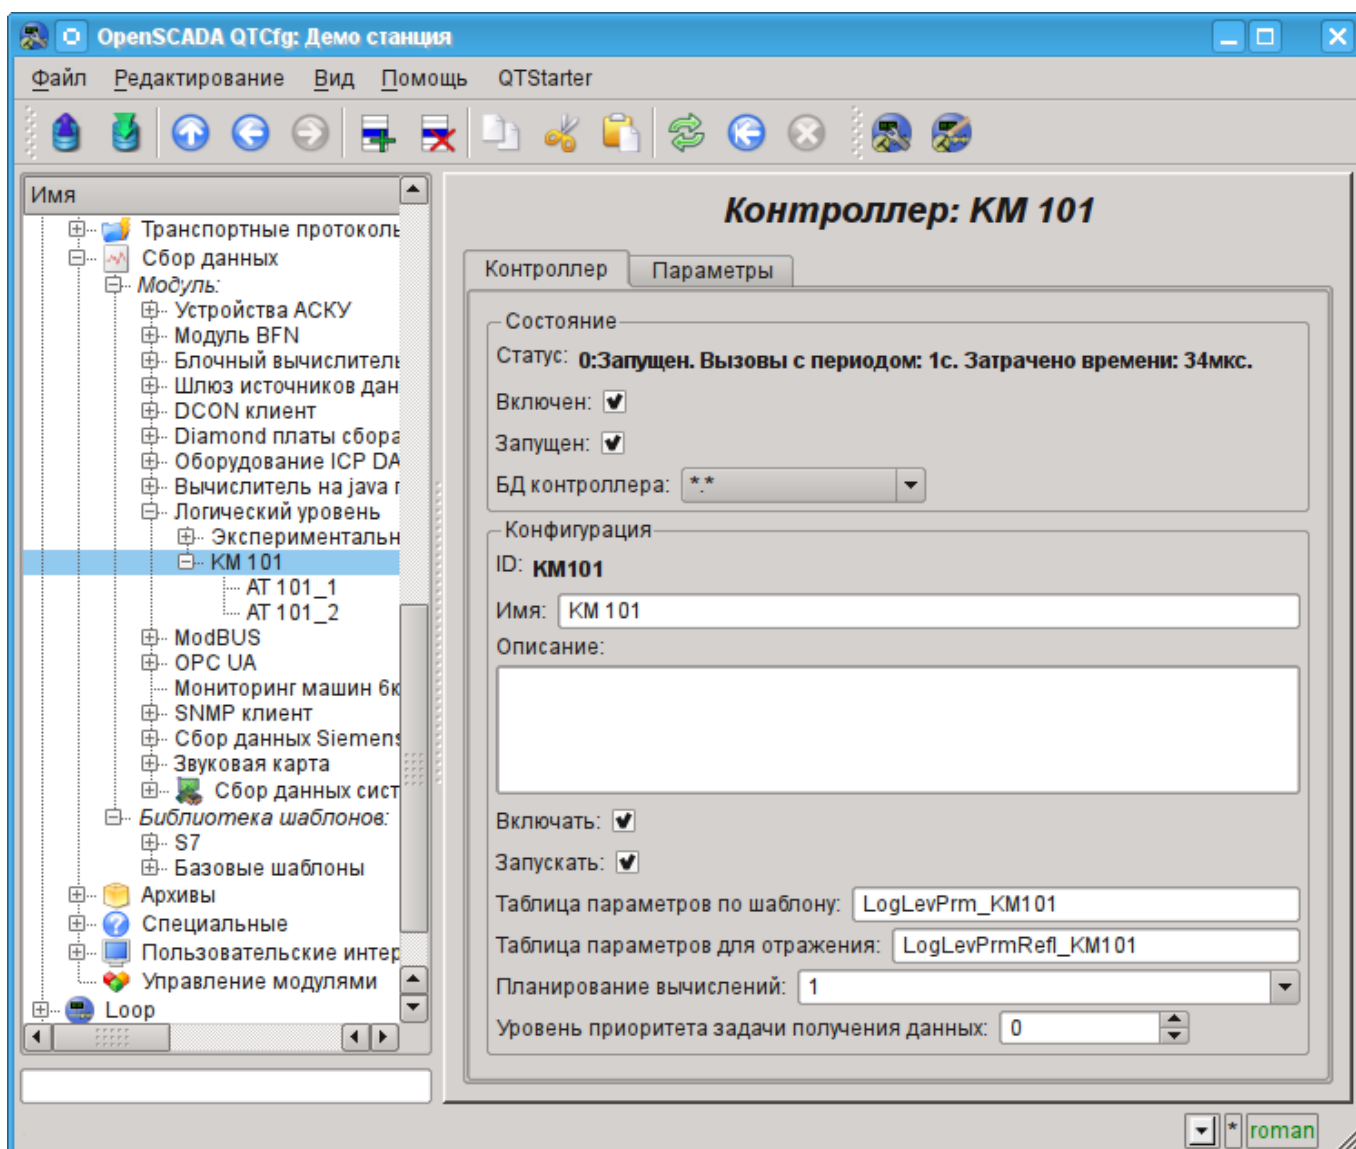 OpenSCADA QTCfg: Демо станция
Файл Редактирование Вид Помощь QTStarter
Имя
Транспортные протоколь
Сбор данных
Модуль:
Устройства АСКУ
Модуль BFN
Блочный вычислитель
Шлюз источников дан
DCON клиент
Diamond платы сбора
Оборудование ICP DA
Вычислитель на java г
Логический уровень
Экспериментальн
КМ 101
AT 101_1
AT 101_2
ModBUS
OPC UA
Мониторинг машин 6к
SNMP клиент
Сбор данных Siemens
Звуковая карта
Сбор данных сист
Библиотека шаблонов:
S7
Базовые шаблоны
Архивы
Специальные
Пользовательские интер
Управление модулями
Loop
Контроллер: КМ 101
Контроллер Параметры
Состояние
Статус: 0:Запущен. Вызовы с периодом: 1с. Затрачено времени: 34мкс.
Включен:
Запущен:
БД контроллера: *.*
Конфигурация
ID: KM101
Имя: КМ 101
Описание:
Включать:
Запускать:
Таблица параметров по шаблону: LogLevPrm_KM101
Таблица параметров для отражения: LogLevPrmRefl_KM101
Планирование вычислений: 1
Уровень приоритета задачи получения данных: 0
* roman